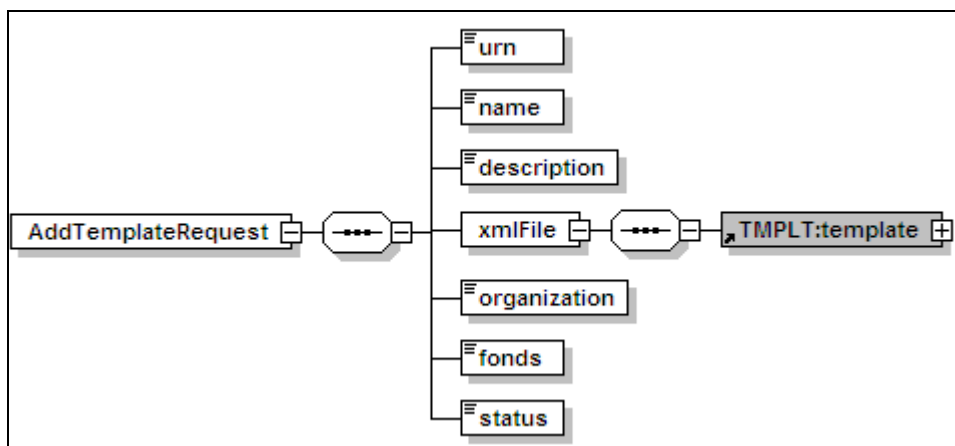 urn
name
description
AddTemplateRequest
xmlFile
TMPLT:template
organization
fonds
status